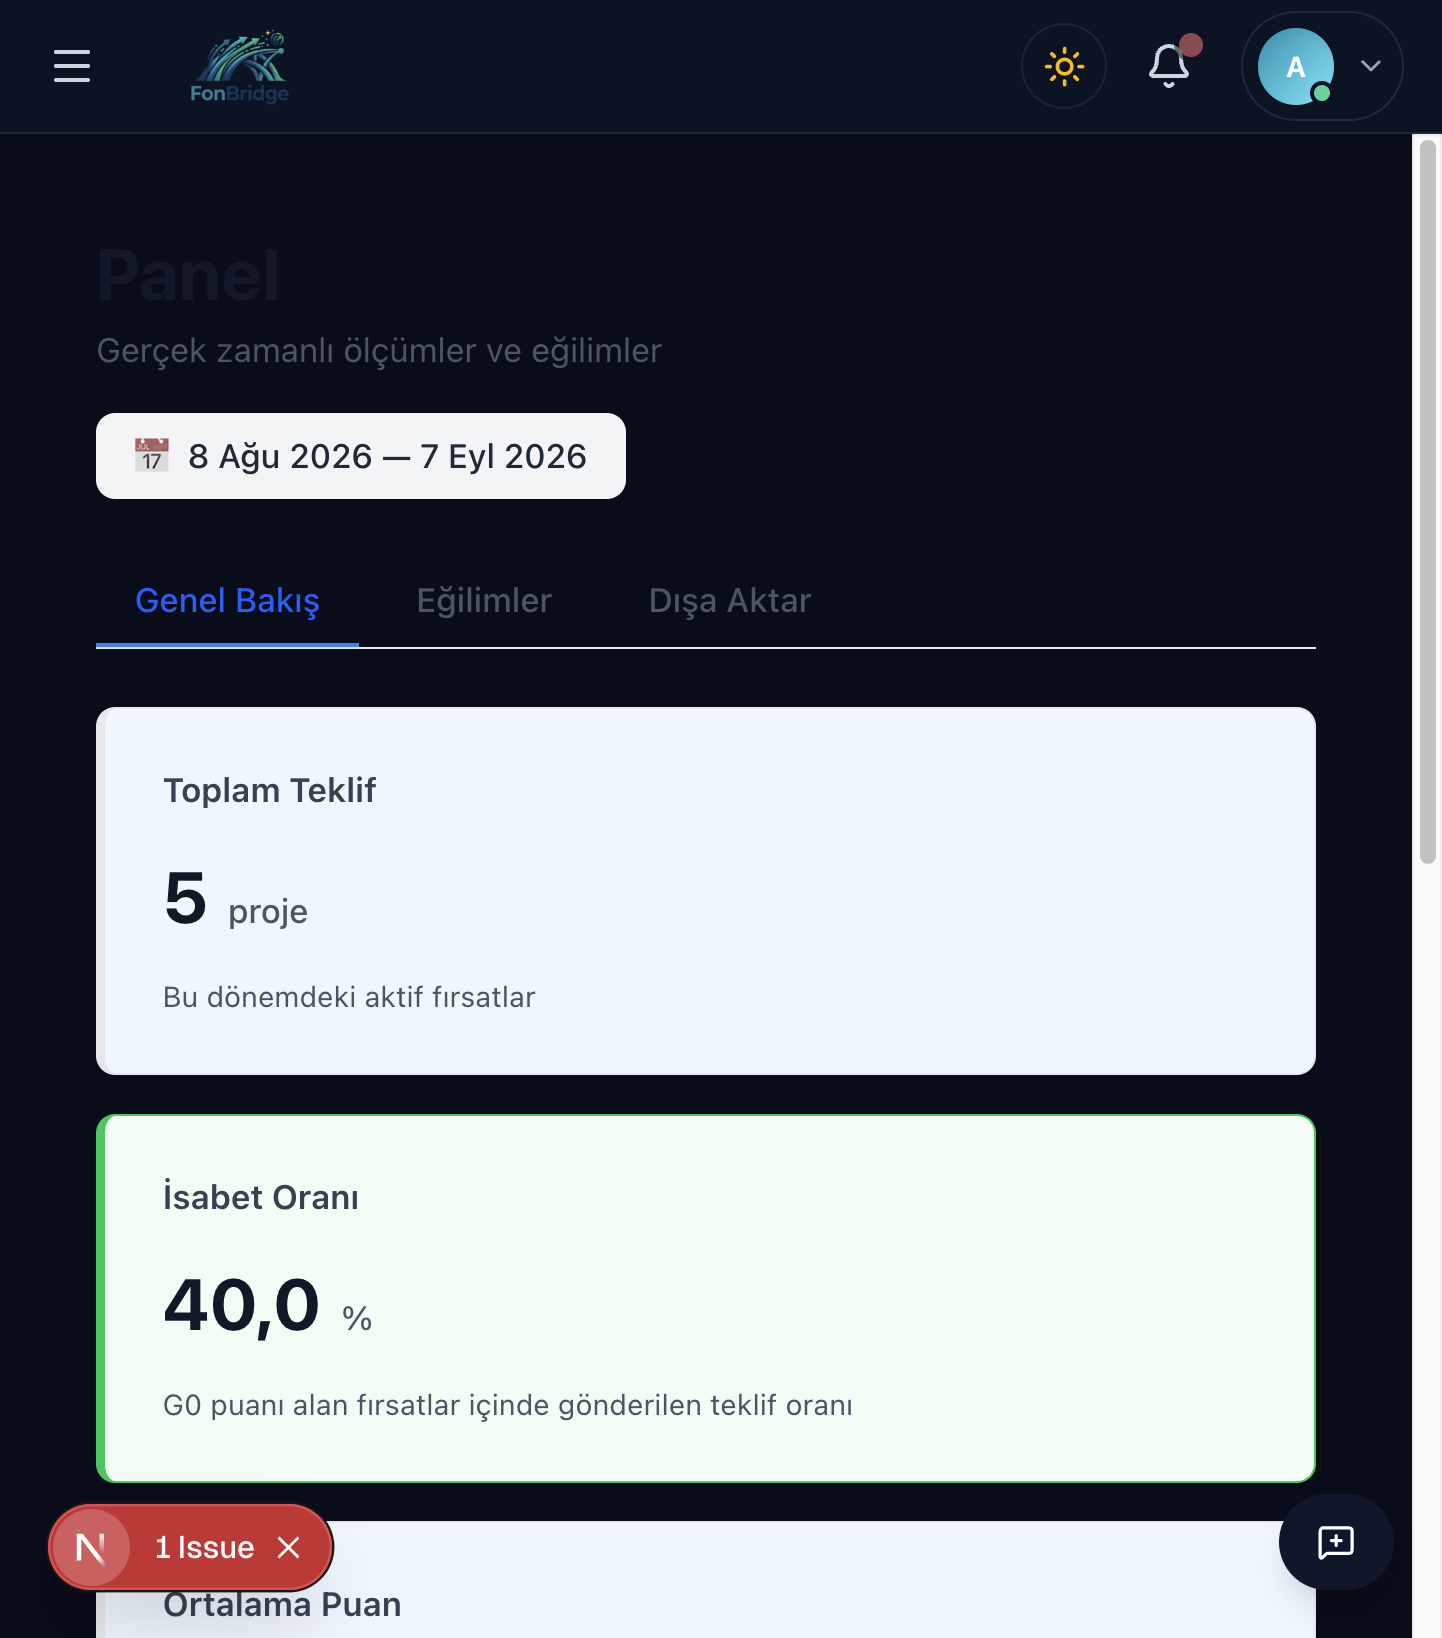 FonBridge
A
Panel
Gerçek zamanlı ölçümler ve eğilimler
JUL 17 8 Ağu 2026 — 7 Eyl 2026
Genel Bakış Eğilimler Dışa Aktar
Toplam Teklif
5 proje
Bu dönemdeki aktif fırsatlar
İsabet Oranı
40,0 %
G0 puanı alan fırsatlar içinde gönderilen teklif oranı
N 1 Issue
Ortalama Puan